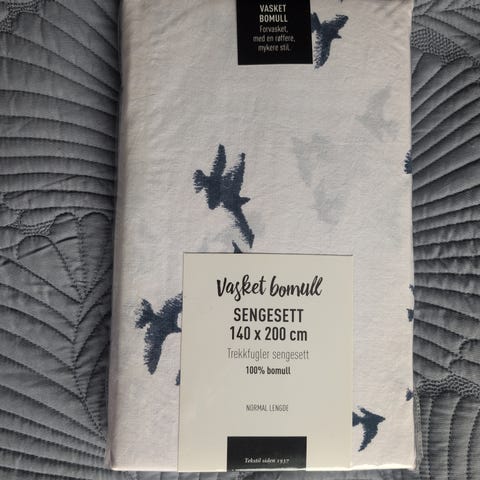 VASKET
BOMULL
Forvasket,
med en røffere,
mykere stil.
Vasket bomull
SENGESETT
140 x 200 cm
Trekkfugler sengesett
100% bomull
NORMAL LENGDE
Tekstil siden 1937